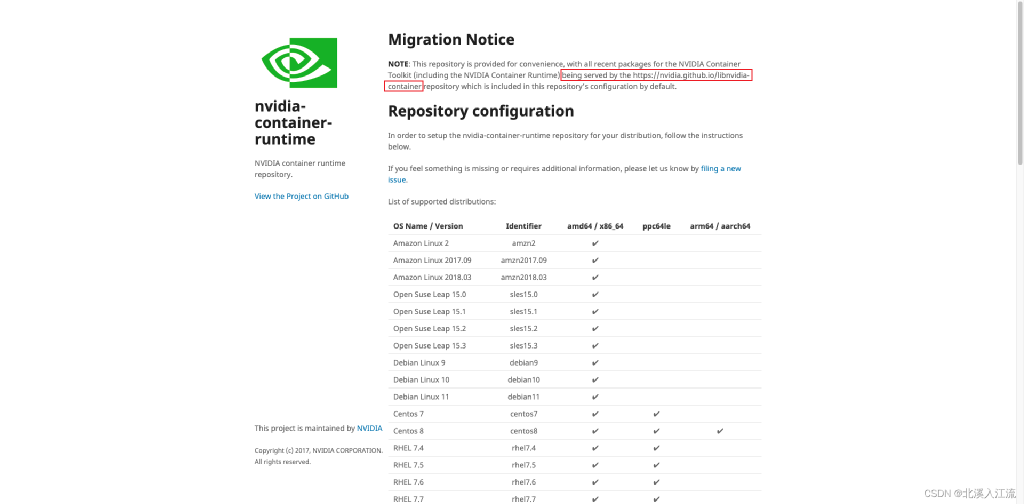 nvidia-
container-
runtime
NVIDIA container runtime
repository.
View the Project on GitHub
This project is maintained by NVIDIA
Copyright (c) 2017, NVIDIA CORPORATION.
All rights reserved.
Migration Notice
NOTE: This repository is provided for convenience, with all recent packages for the NVIDIA Container
Toolkit (including the NVIDIA Container Runtime) being served by the https://nvidia.github.io/libnvidia-
container repository which is included in this repository's configuration by default.
Repository configuration
In order to setup the nvidia-container-runtime repository for your distribution, follow the instructions
below.
If you feel something is missing or requires additional information, please let us know by filing a new
issue.
List of supported distributions:
OS Name / Version Identifier amd64 / x86_64 ppc64le arm64 / aarch64
Amazon Linux 2 amzn2 ✔
Amazon Linux 2017.09 amzn2017.09 ✔
Amazon Linux 2018.03 amzn2018.03 ✔
Open Suse Leap 15.0 sles15.0 ✔
Open Suse Leap 15.1 sles15.1 ✔
Open Suse Leap 15.2 sles15.2 ✔
Open Suse Leap 15.3 sles15.3 ✔
Debian Linux 9 debian9 ✔
Debian Linux 10 debian10 ✔
Debian Linux 11 debian11 ✔
Centos 7 centos7 ✔ ✔
Centos 8 centos8 ✔ ✔ ✔
RHEL 7.4 rhel7.4 ✔ ✔
RHEL 7.5 rhel7.5 ✔ ✔
RHEL 7.6 rhel7.6 ✔ ✔
RHEL 7.7 rhel7.7 ✔ ✔
CSDN @北溪入江流